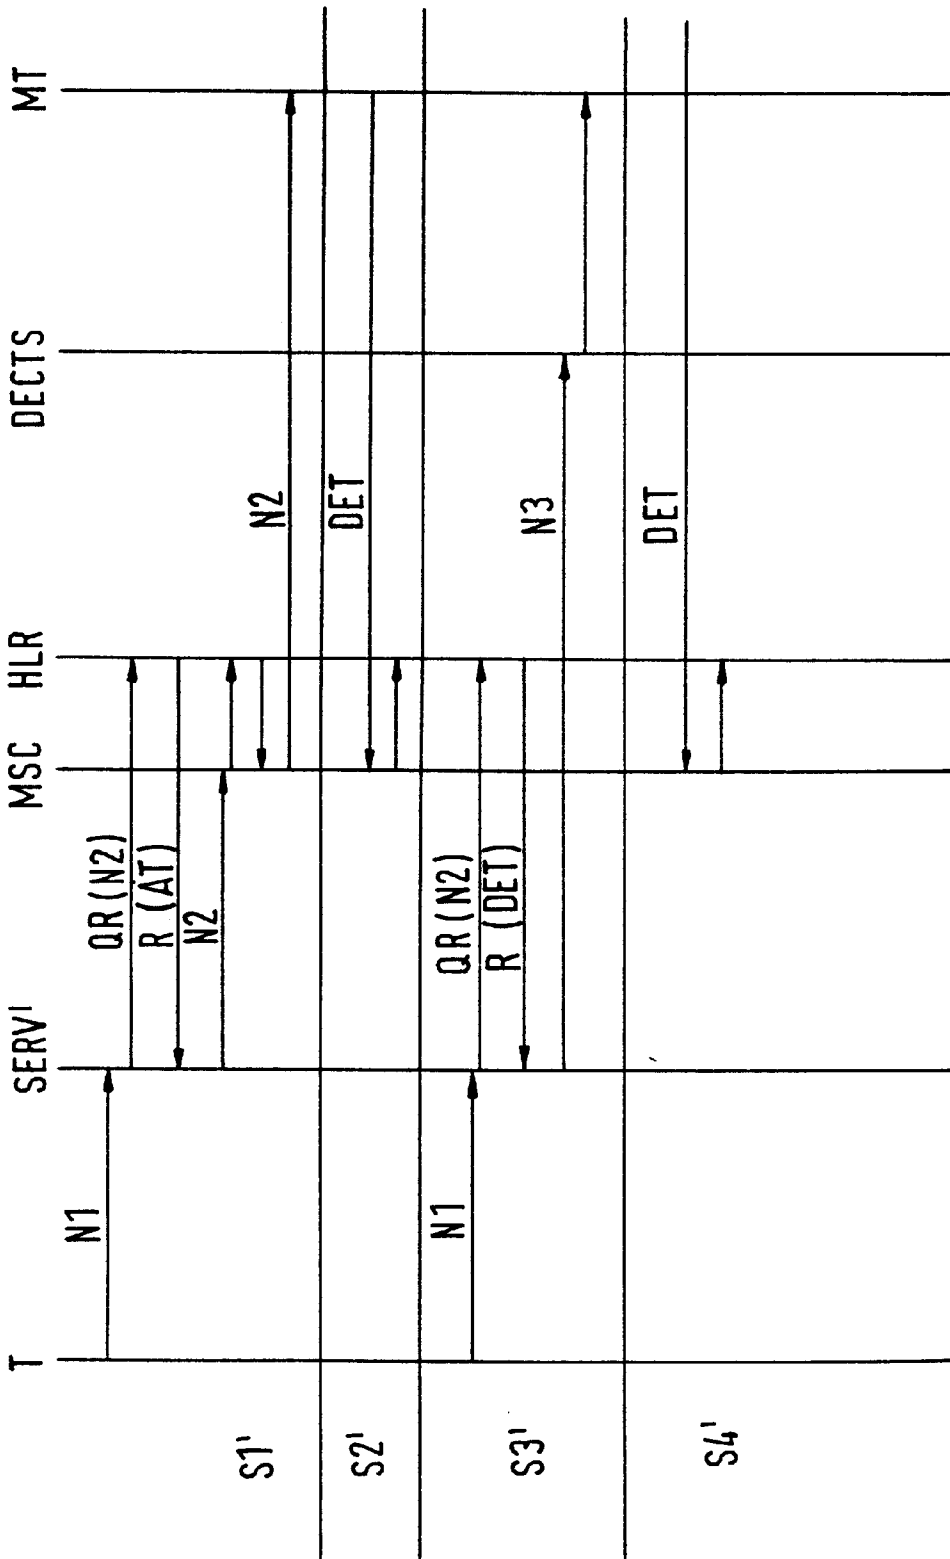 T SERV' MSC HLR DECTS MT
N1
QR (N2)
R (AT)
N2
N2
S1'
DET
S2'
N1
QR (N2)
R (DET)
N3
S3'
DET
S4'